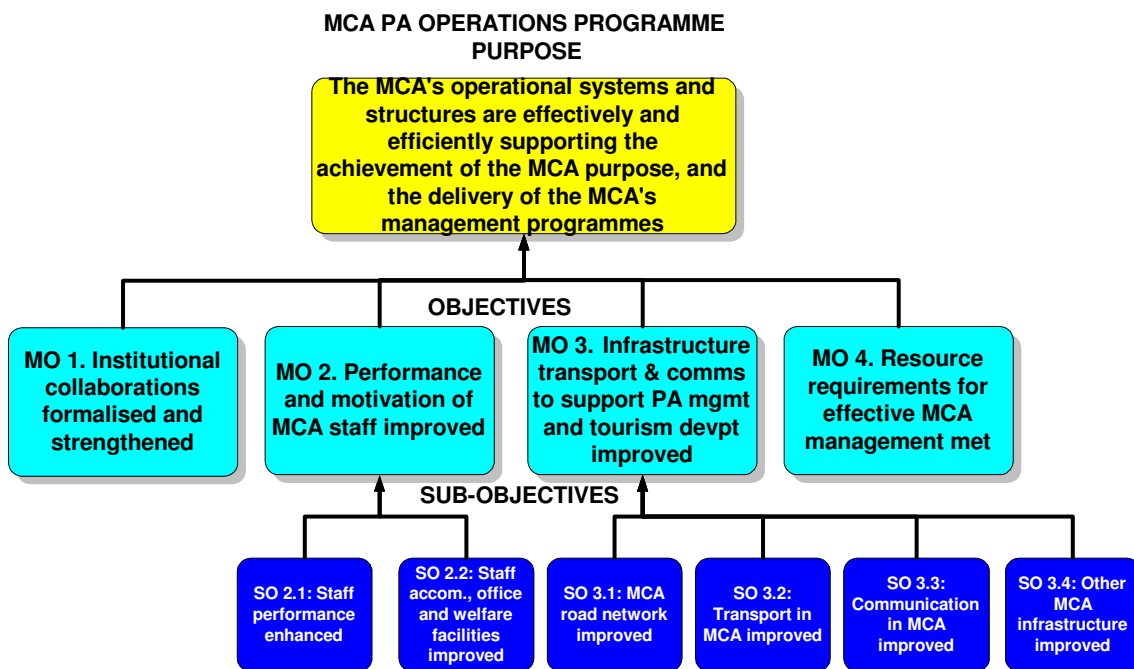 MCA PA OPERATIONS PROGRAMME
PURPOSE
The MCA's operational systems and
structures are effectively and
efficiently supporting the
achievement of the MCA purpose, and
the delivery of the MCA's
management programmes
OBJECTIVES
MO 1. Institutional
collaborations
formalised and
strengthened
MO 2. Performance
and motivation of
MCA staff improved
MO 3. Infrastructure
transport & comms
to support PA mgmt
and tourism devpt
improved
MO 4. Resource
requirements for
effective MCA
management met
SUB-OBJECTIVES
SO 2.1: Staff
performance
enhanced
SO 2.2: Staff
accom., office
and welfare
facilities
improved
SO 3.1: MCA
road network
improved
SO 3.2:
Transport in
MCA improved
SO 3.3:
Communication
in MCA
improved
SO 3.4: Other
MCA
infrastructure
improved